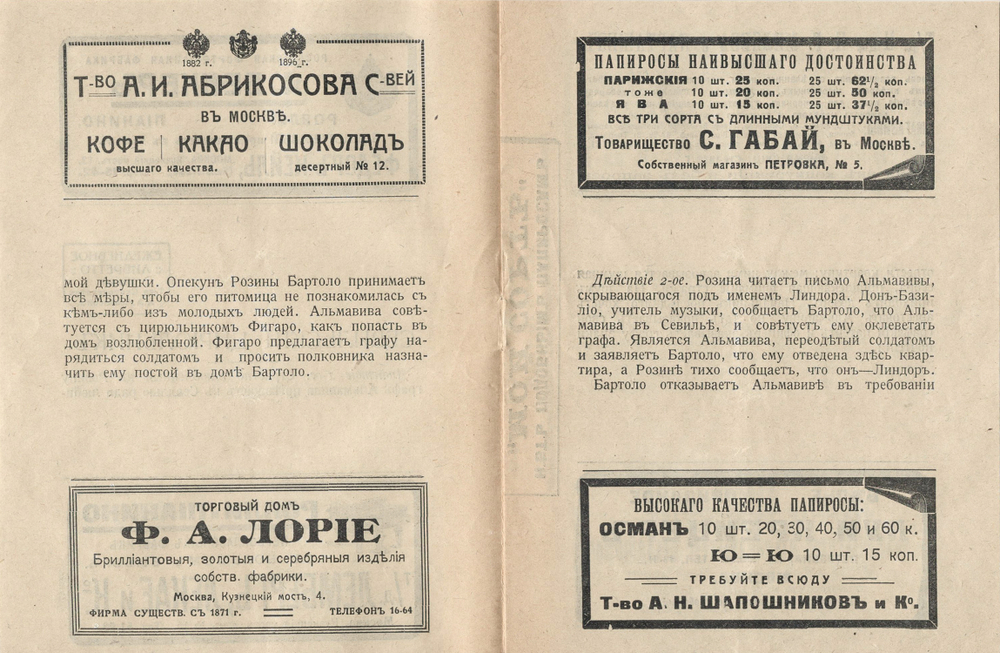 1882 г. 1896 г.
Т-ВО А. И. АБРИКОСОВА С-ВЕЙ
ВЪ МОСКВѢ.
КОФЕ КАКАО ШОКОЛАДЪ
высшаго качества. десертный № 12.
мой дѣвушки. Опекун Розины Бартоло принимаетъ
всѣ мѣры, чтобы его питомица не познакомилась съ
кѣмъ-либо изъ молодыхъ людей. Альмавива совѣ-
туется съ цирюльникомъ Фигаро, какъ попасть въ
домъ возлюбленной. Фигаро предлагаетъ графу на-
рядиться солдатомъ и просить полковника назна-
чить ему постой въ домѣ Бартоло.
ТОРГОВЫЙ ДОМЪ
Ф. А. ЛОРІЕ
Брилліантовыя, золотыя и серебряныя издѣлія
собств. фабрики.
Москва, Кузнецкій мостъ, 4.
ФИРМА СУЩЕСТВ. СЪ 1871 г. ТЕЛЕФОНЪ 16-64
ПАПИРОСЫ НАИВЫСШАГО ДОСТОИНСТВА
ПАРИЖСКІЯ 10 шт. 25 коп. 25 шт. 62½ коп.
тоже 10 шт. 20 коп. 25 шт. 50 коп.
ЯВА 10 шт. 15 коп. 25 шт. 37½ коп.
ВСѢ ТРИ СОРТА СЪ ДЛИННЫМИ МУНДШТУКАМИ.
Товарищество С. ГАБАЙ, въ Москвѣ.
Собственный магазинъ ПЕТРОВКА, № 5.
Дѣйствіе 2-ое. Розина читаетъ письмо Альмавивы,
скрывающагося подъ именемъ Линдора. Донъ-Бази-
ліо, учитель музыки, сообщаетъ Бартоло, что Аль-
мавива въ Севильѣ, и совѣтуетъ ему оклеветать
графа. Является Альмавива, переодѣтый солдатомъ
и заявляетъ Бартоло, что ему отведена здѣсь квар-
тира, а Розинѣ тихо сообщаетъ, что онъ—Линдоръ.
Бартоло отказываетъ Альмавивѣ въ требованіи
ВЫСОКАГО КАЧЕСТВА ПАПИРОСЫ:
ОСМАНЪ 10 шт. 20, 30, 40, 50 и 60 к.
Ю=Ю 10 шт. 15 коп.
ТРЕБУЙТЕ ВСЮДУ
Т-во А. Н. ШАПОШНИКОВЪ и Кº.